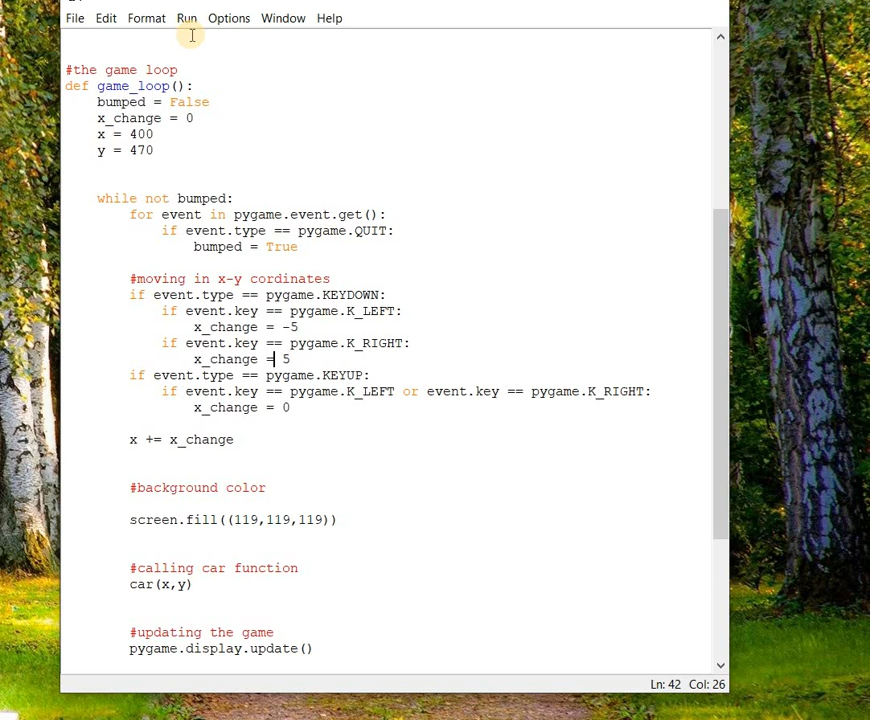 File Edit Format Run Options Window Help
#the game loop
def game_loop():
bumped = False
x_change = 0
x = 400
y = 470
while not bumped:
for event in pygame.event.get():
if event.type == pygame.QUIT:
bumped = True
#moving in x-y cordinates
if event.type == pygame.KEYDOWN:
if event.key == pygame.K_LEFT:
x_change = -5
if event.key == pygame.K_RIGHT:
x_change = 5
if event.type == pygame.KEYUP:
if event.key == pygame.K_LEFT or event.key == pygame.K_RIGHT:
x_change = 0
x += x_change
#background color
screen.fill((119,119,119))
#calling car function
car(x,y)
#updating the game
pygame.display.update()
Ln: 42 Col: 26